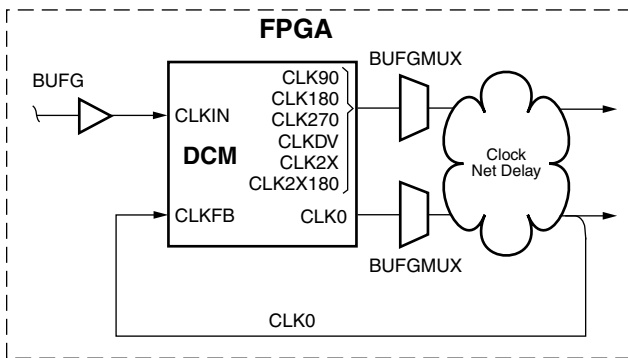 FPGA
BUFG
BUFGMUX
CLK90
CLK180
CLK270
CLKDV
CLK2X
CLK2X180
CLKIN
DCM
CLKFB
CLK0
Clock
Net Delay
BUFGMUX
CLK0